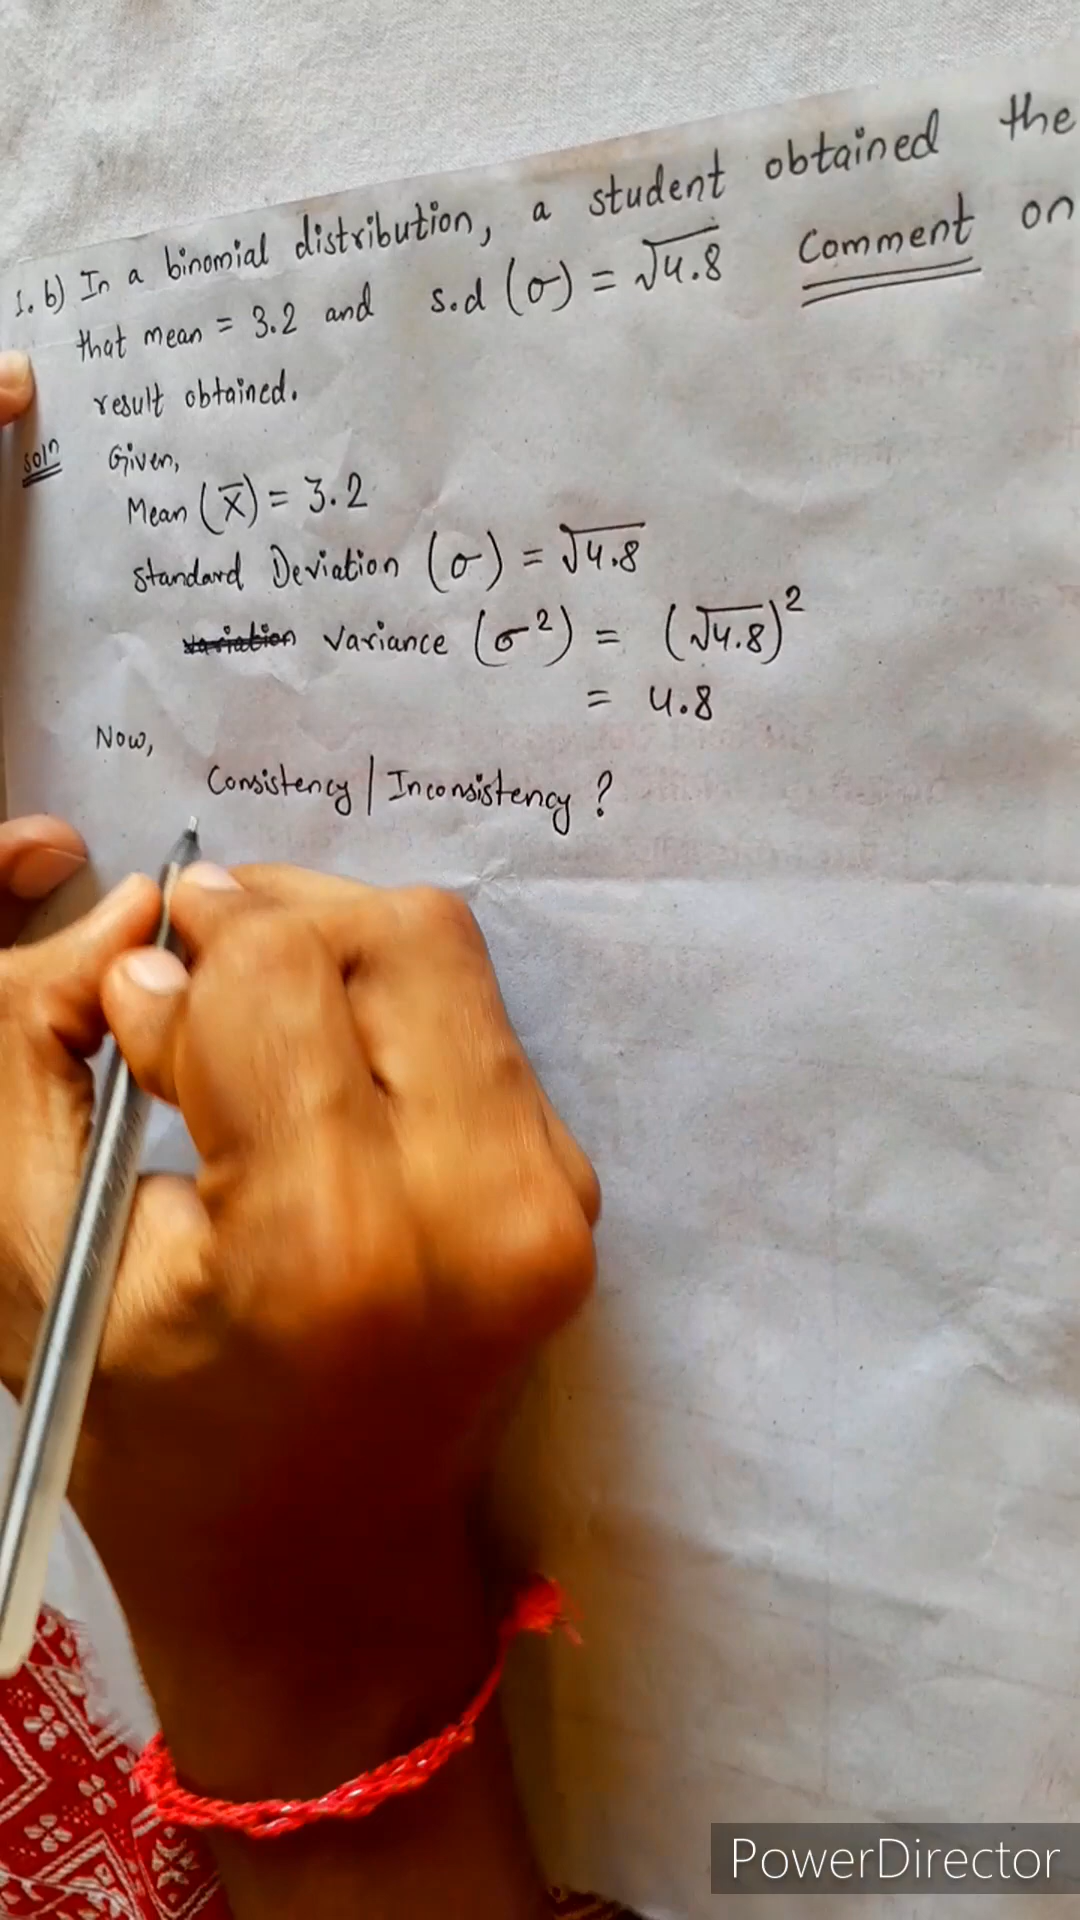 1. b) In a binomial distribution, a student obtained the
that mean = 3.2 and s.d (σ) = √4.8 Comment on
result obtained.
Soln Given,
Mean (x̄) = 3.2
Standard Deviation (σ) = √4.8
variation Variance (σ²) = (√4.8)²
= 4.8
Now,
Consistency | Inconsistency ?
PowerDirector